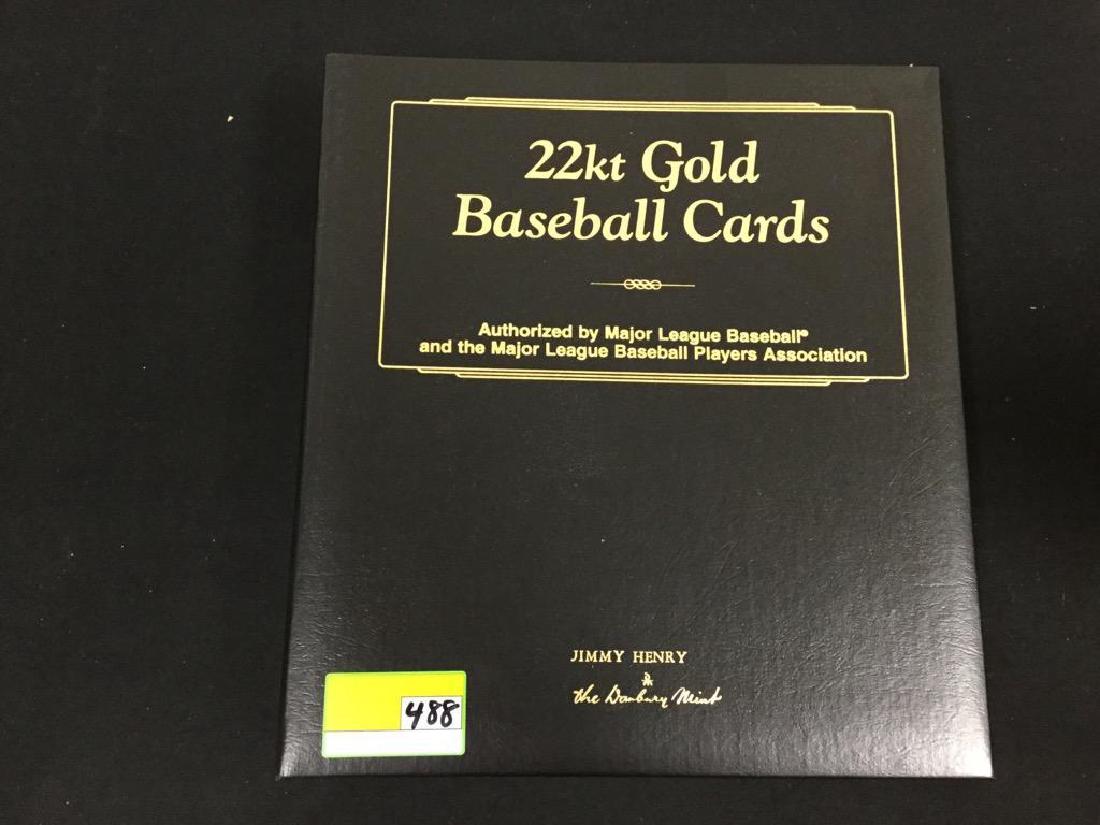 22kt Gold
Baseball Cards
Authorized by Major League Baseball®
and the Major League Baseball Players Association
JIMMY HENRY
The Danbury Mint
488